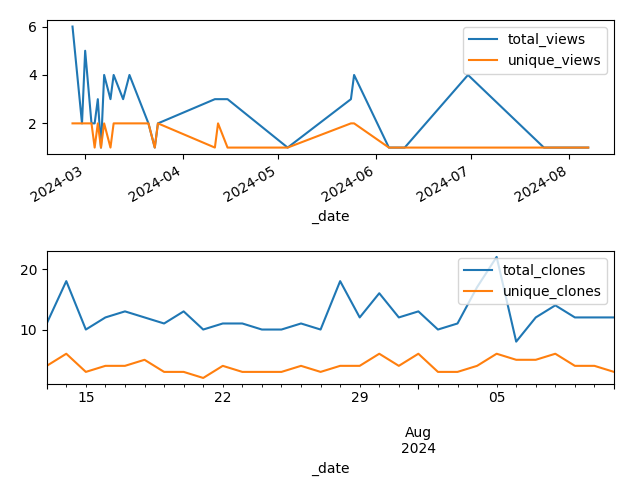 6
4
2
total_views
unique_views
2024-03
2024-04
2024-05
2024-06
2024-07
2024-08
_date
20
10
total_clones
unique_clones
15
22
29
05
Aug
2024
_date